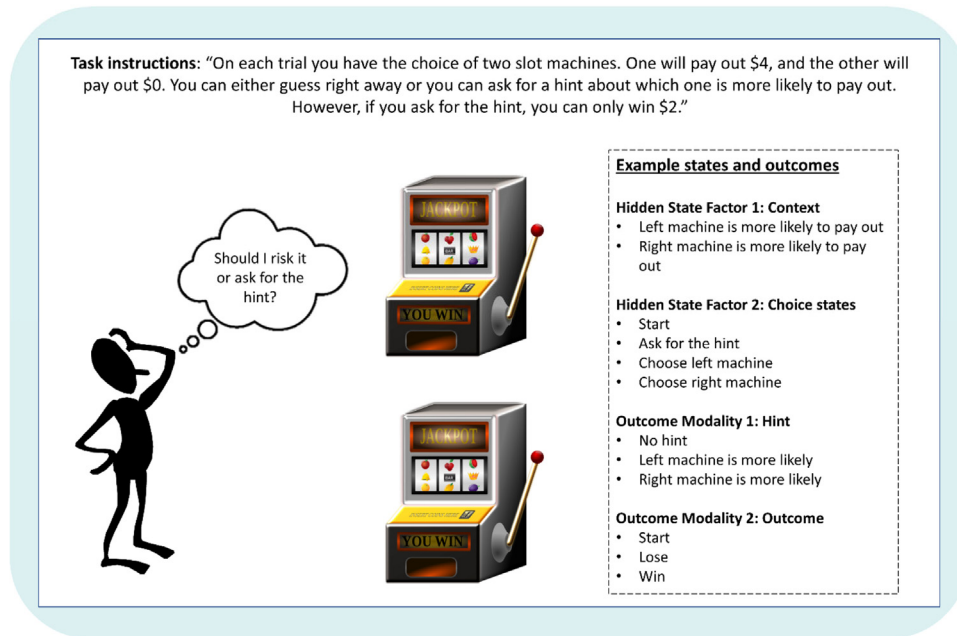 Task instructions: “On each trial you have the choice of two slot machines. One will pay out $4, and the other will
pay out $0. You can either guess right away or you can ask for a hint about which one is more likely to pay out.
However, if you ask for the hint, you can only win $2.”
Should I risk it
or ask for the
hint?
JACKPOT
YOU WIN
JACKPOT
YOU WIN
Example states and outcomes
Hidden State Factor 1: Context
• Left machine is more likely to pay out
• Right machine is more likely to pay
out
Hidden State Factor 2: Choice states
• Start
• Ask for the hint
• Choose left machine
• Choose right machine
Outcome Modality 1: Hint
• No hint
• Left machine is more likely
• Right machine is more likely
Outcome Modality 2: Outcome
• Start
• Lose
• Win